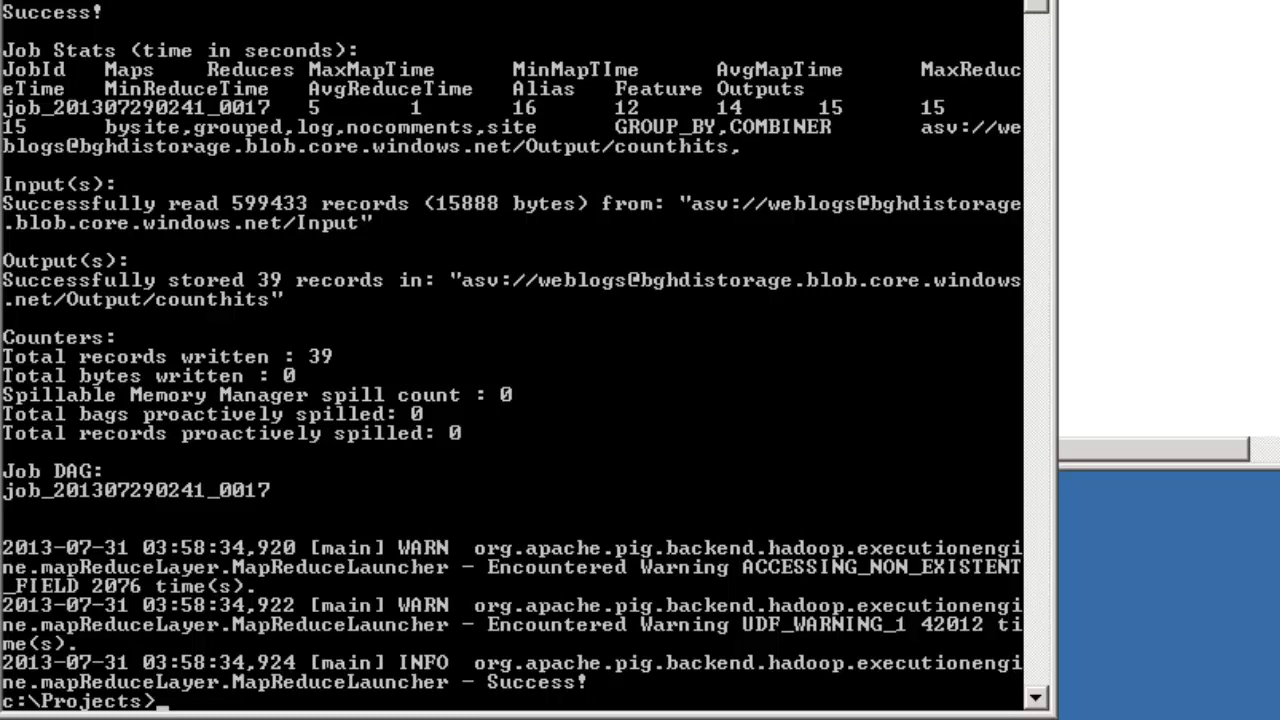 Success!
Job Stats (time in seconds):
JobId Maps Reduces MaxMapTime MinMapTIme AvgMapTime MaxReduc
eTime MinReduceTime AvgReduceTime Alias Feature Outputs
job_201307290241_0017 5 1 16 12 14 15 15
15 bysite,grouped,log,nocomments,site GROUP_BY,COMBINER asv://we
blogs@bghdistorage.blob.core.windows.net/Output/counthits,
Input(s):
Successfully read 599433 records (15888 bytes) from: "asv://weblogs@bghdistorage
.blob.core.windows.net/Input"
Output(s):
Successfully stored 39 records in: "asv://weblogs@bghdistorage.blob.core.windows
.net/Output/counthits"
Counters:
Total records written : 39
Total bytes written : 0
Spillable Memory Manager spill count : 0
Total bags proactively spilled: 0
Total records proactively spilled: 0
Job DAG:
job_201307290241_0017
2013-07-31 03:58:34,920 [main] WARN org.apache.pig.backend.hadoop.executionengi
ne.mapReduceLayer.MapReduceLauncher - Encountered Warning ACCESSING_NON_EXISTENT
_FIELD 2076 time(s).
2013-07-31 03:58:34,922 [main] WARN org.apache.pig.backend.hadoop.executionengi
ne.mapReduceLayer.MapReduceLauncher - Encountered Warning UDF_WARNING_1 42012 ti
me(s).
2013-07-31 03:58:34,924 [main] INFO org.apache.pig.backend.hadoop.executionengi
ne.mapReduceLayer.MapReduceLauncher - Success!
c:\Projects>_